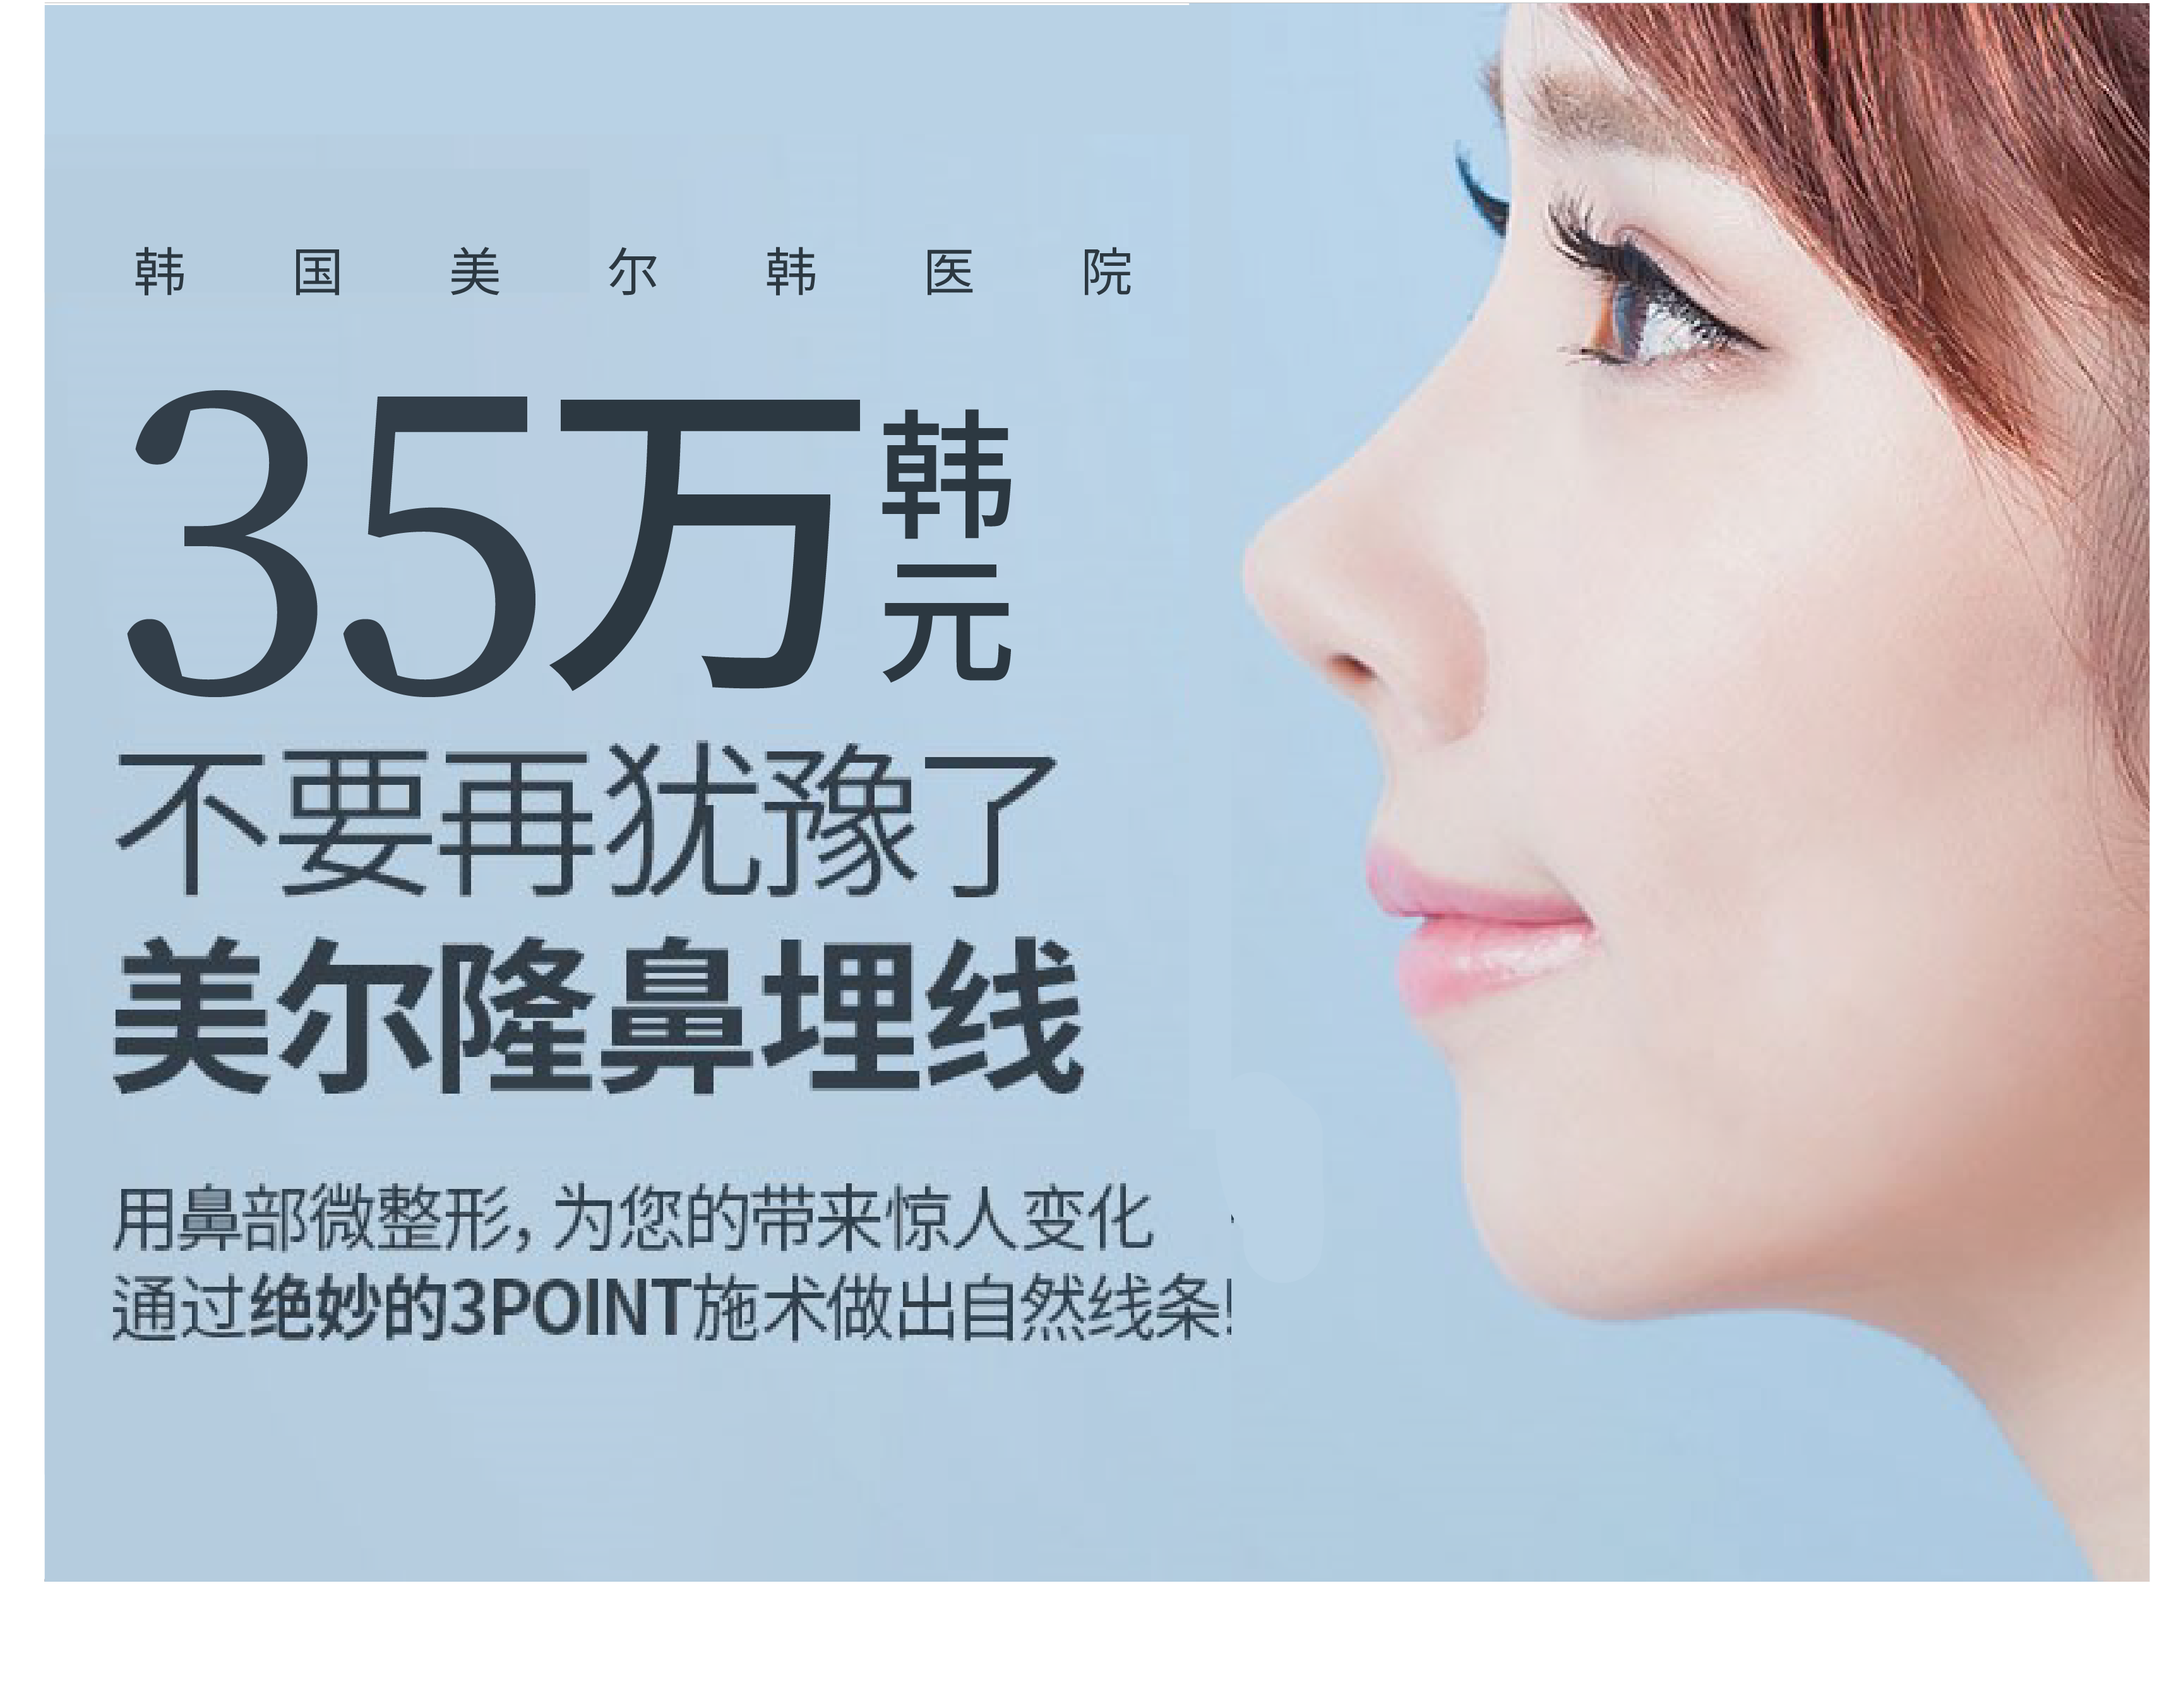 韩国美尔韩医院
35万韩元
不要再犹豫了
美尔隆鼻埋线
用鼻部微整形，为您的带来惊人变化
通过绝妙的3POINT施术做出自然线条!